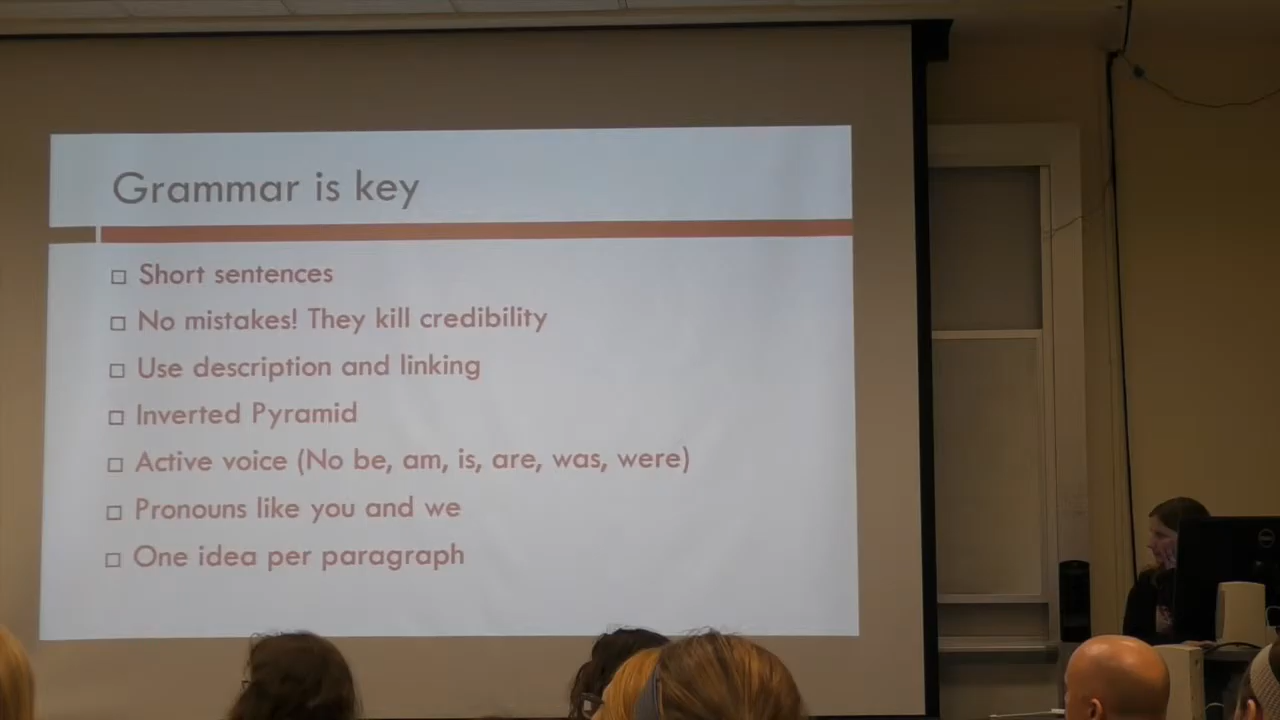 Grammar is key
Short sentences
No mistakes! They kill credibility
Use description and linking
Inverted Pyramid
Active voice (No be, am, is, are, was, were)
Pronouns like you and we
One idea per paragraph